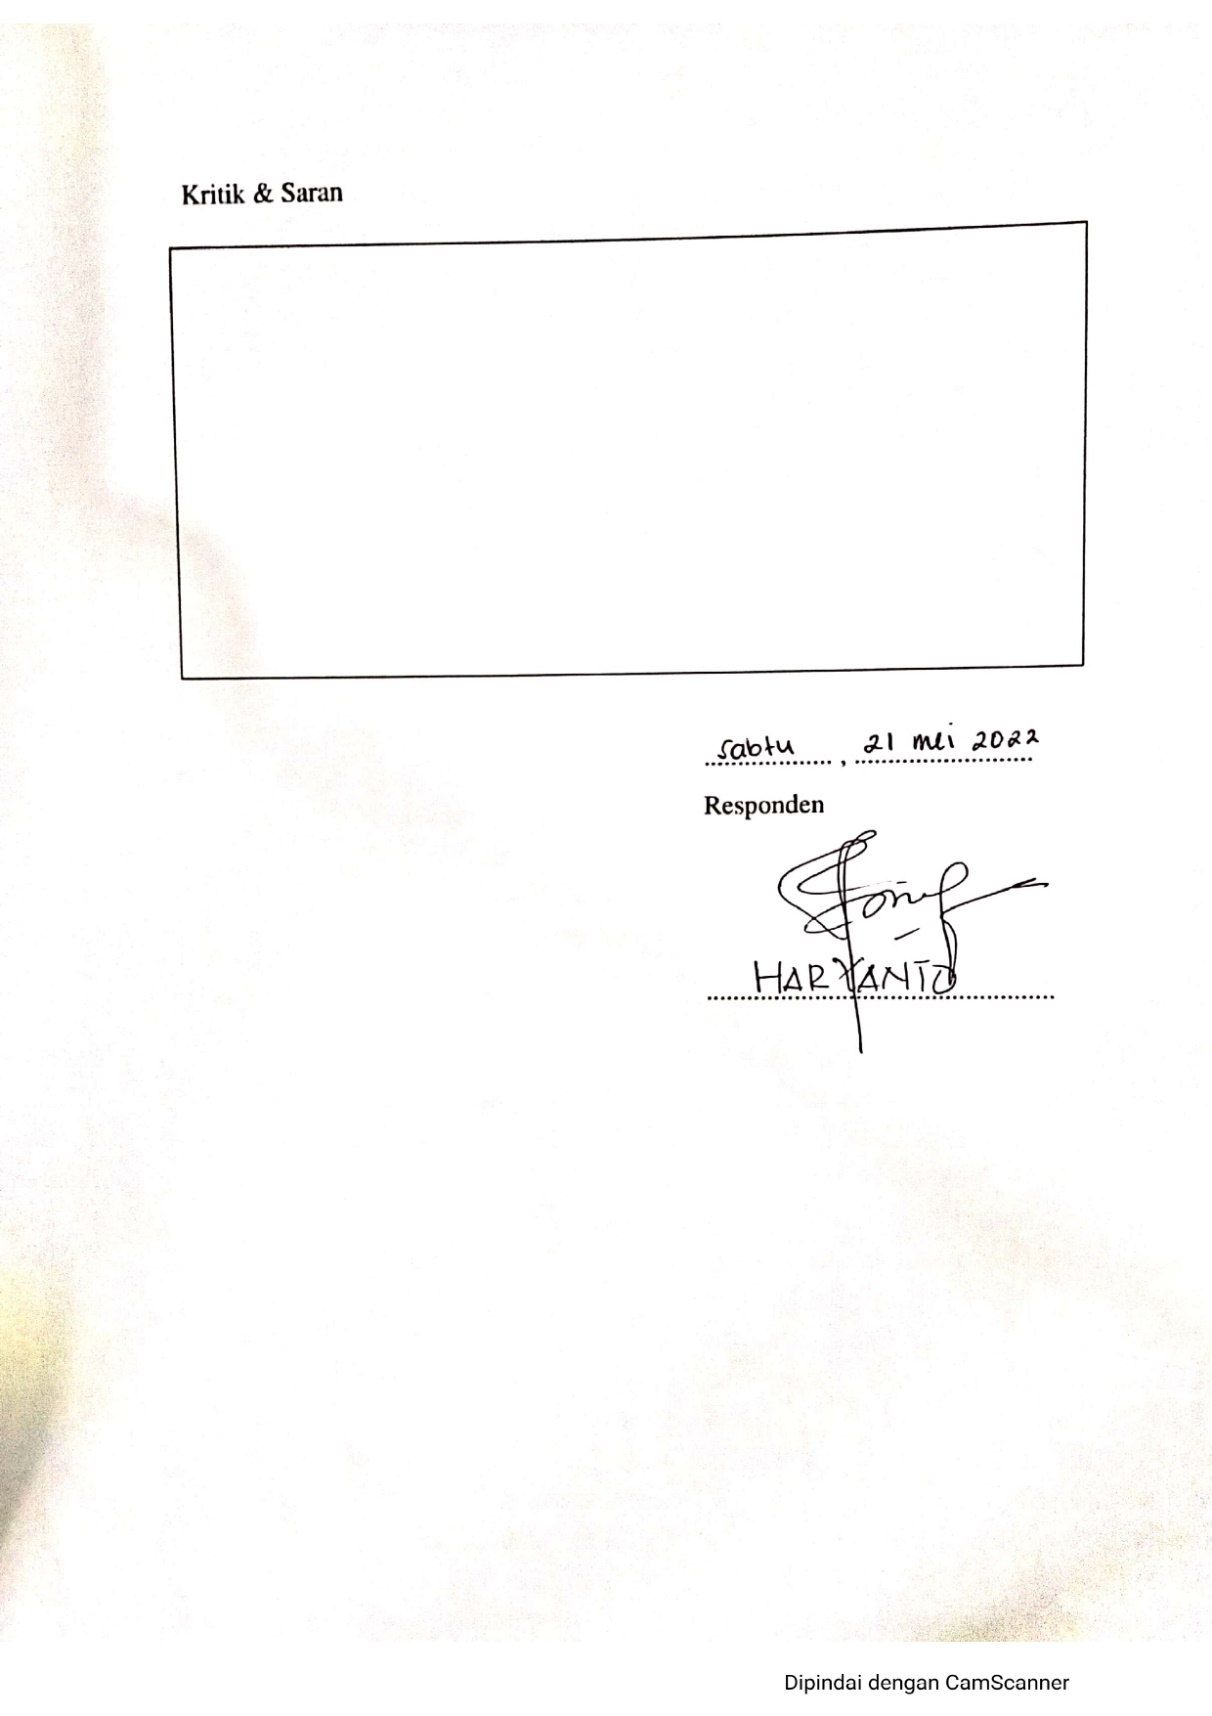 Kritik & Saran
Sabtu, 21 mei 2022
Responden
HARYANTO
Dipindai dengan CamScanner